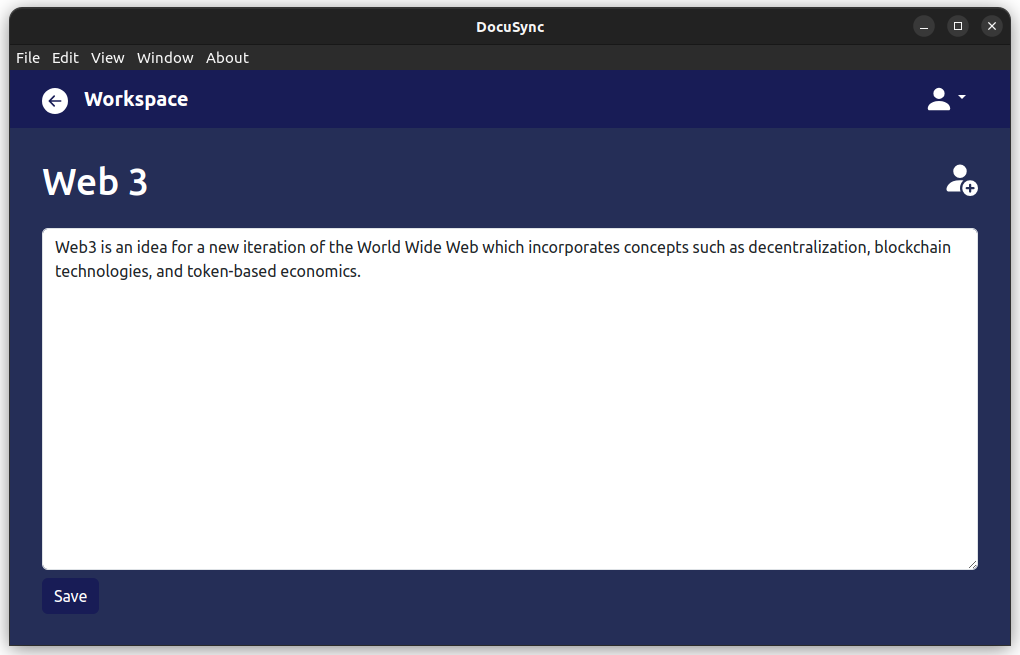 DocuSync
File Edit View Window About
Workspace
Web 3
Web3 is an idea for a new iteration of the World Wide Web which incorporates concepts such as decentralization, blockchain
technologies, and token-based economics.
Save